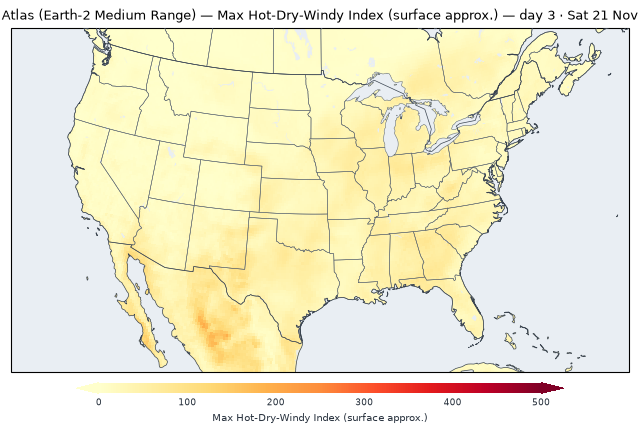 Atlas (Earth-2 Medium Range) — Max Hot-Dry-Windy Index (surface approx.) — day 3 · Sat 21 Nov
0 100 200 300 400 500
Max Hot-Dry-Windy Index (surface approx.)